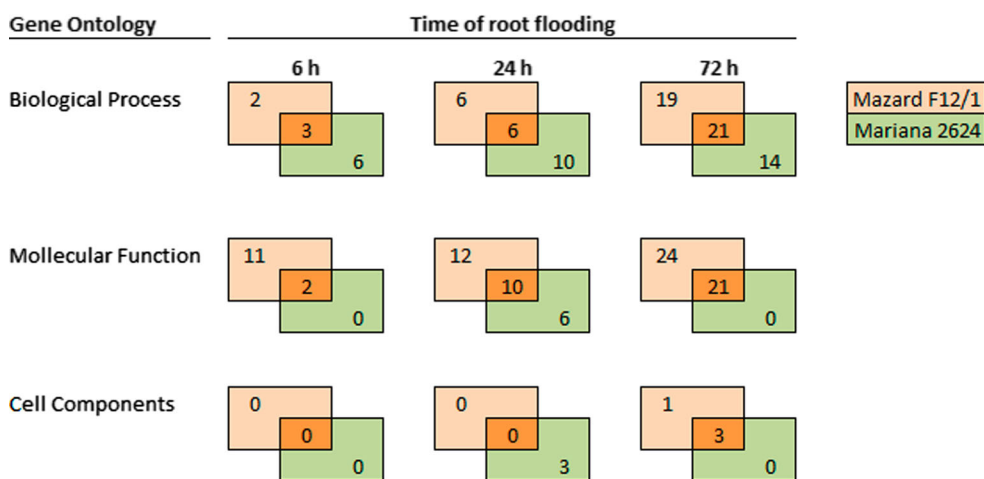 Gene Ontology Time of root flooding
6 h 24 h 72 h
Biological Process 2 6 19 Mazard F12/1
3 6 21 Mariana 2624
6 10 14
Mollecular Function 11 12 24
2 10 21
0 6 0
Cell Components 0 0 1
0 0 3
0 3 0